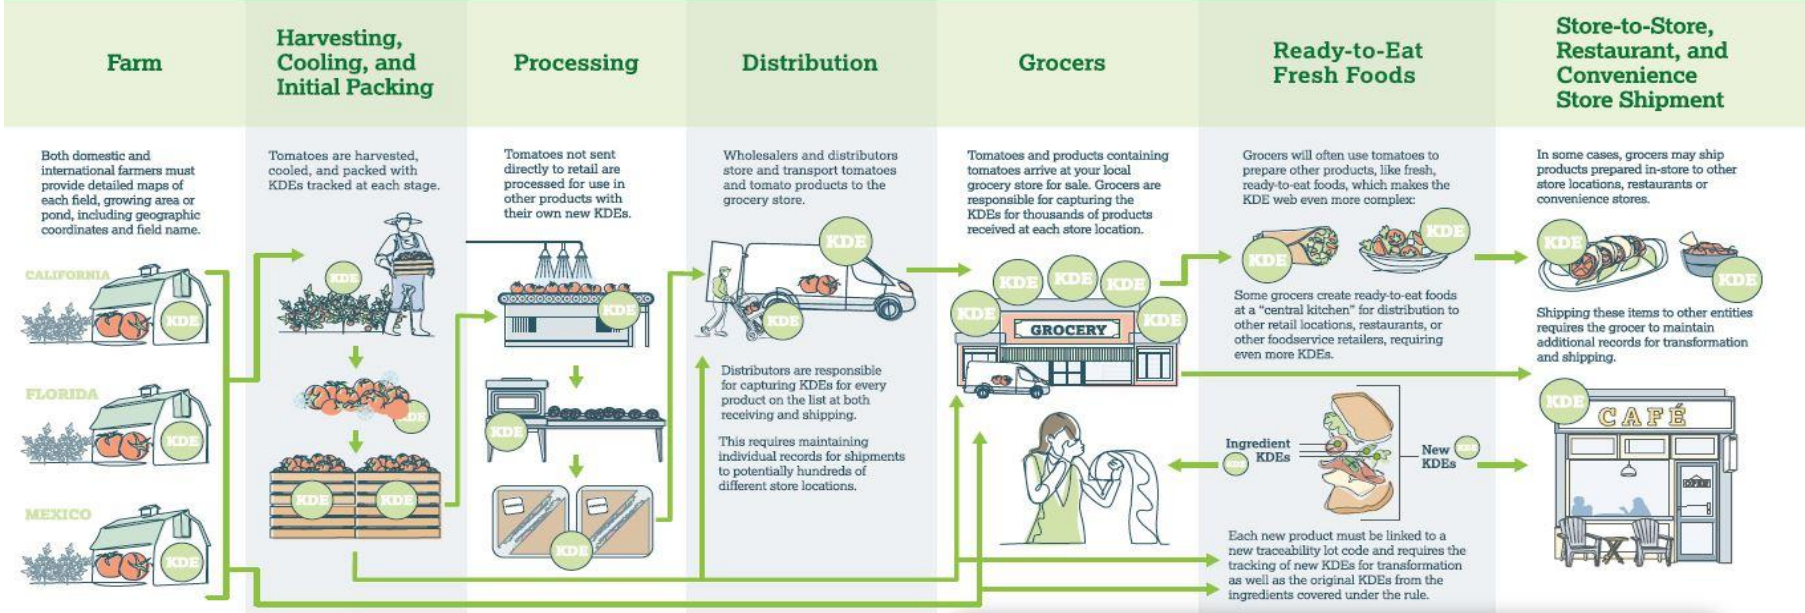 Farm
Harvesting,
Cooling, and
Initial Packing
Processing
Distribution
Grocers
Ready-to-Eat
Fresh Foods
Store-to-Store,
Restaurant, and
Convenience
Store Shipment
Both domestic and
international farmers must
provide detailed maps of
each field, growing area or
pond, including geographic
coordinates and field name.
CALIFORNIA
KDE
FLORIDA
KDE
MEXICO
KDE
Tomatoes are harvested,
cooled, and packed with
KDEs tracked at each stage.
KDE
KDE
KDE
KDE
Tomatoes not sent
directly to retail are
processed for use in
other products with
their own new KDEs.
KDE
KDE
KDE
Wholesalers and distributors
store and transport tomatoes
and tomato products to the
grocery store.
KDE
KDE
Distributors are responsible
for capturing KDEs for every
product on the list at both
receiving and shipping.
This requires maintaining
individual records for shipments
to potentially hundreds of
different store locations.
Tomatoes and products containing
tomatoes arrive at your local
grocery store for sale. Grocers are
responsible for capturing the
KDEs for thousands of products
received at each store location.
KDE
KDE
KDE
KDE
KDE
GROCERY
Grocers will often use tomatoes to
prepare other products, like fresh,
ready-to-eat foods, which makes the
KDE web even more complex:
KDE
KDE
Some grocers create ready-to-eat foods
at a "central kitchen" for distribution to
other retail locations, restaurants, or
other foodservice retailers, requiring
even more KDEs.
Ingredient
KDEs
KDE
New
KDEs
KDE
Each new product must be linked to a
new traceability lot code and requires the
tracking of new KDEs for transformation
as well as the original KDEs from the
ingredients covered under the rule.
In some cases, grocers may ship
products prepared in-store to other
store locations, restaurants or
convenience stores.
KDE
KDE
Shipping these items to other entities
requires the grocer to maintain
additional records for transformation
and shipping.
KDE
CAFÉ
OPEN